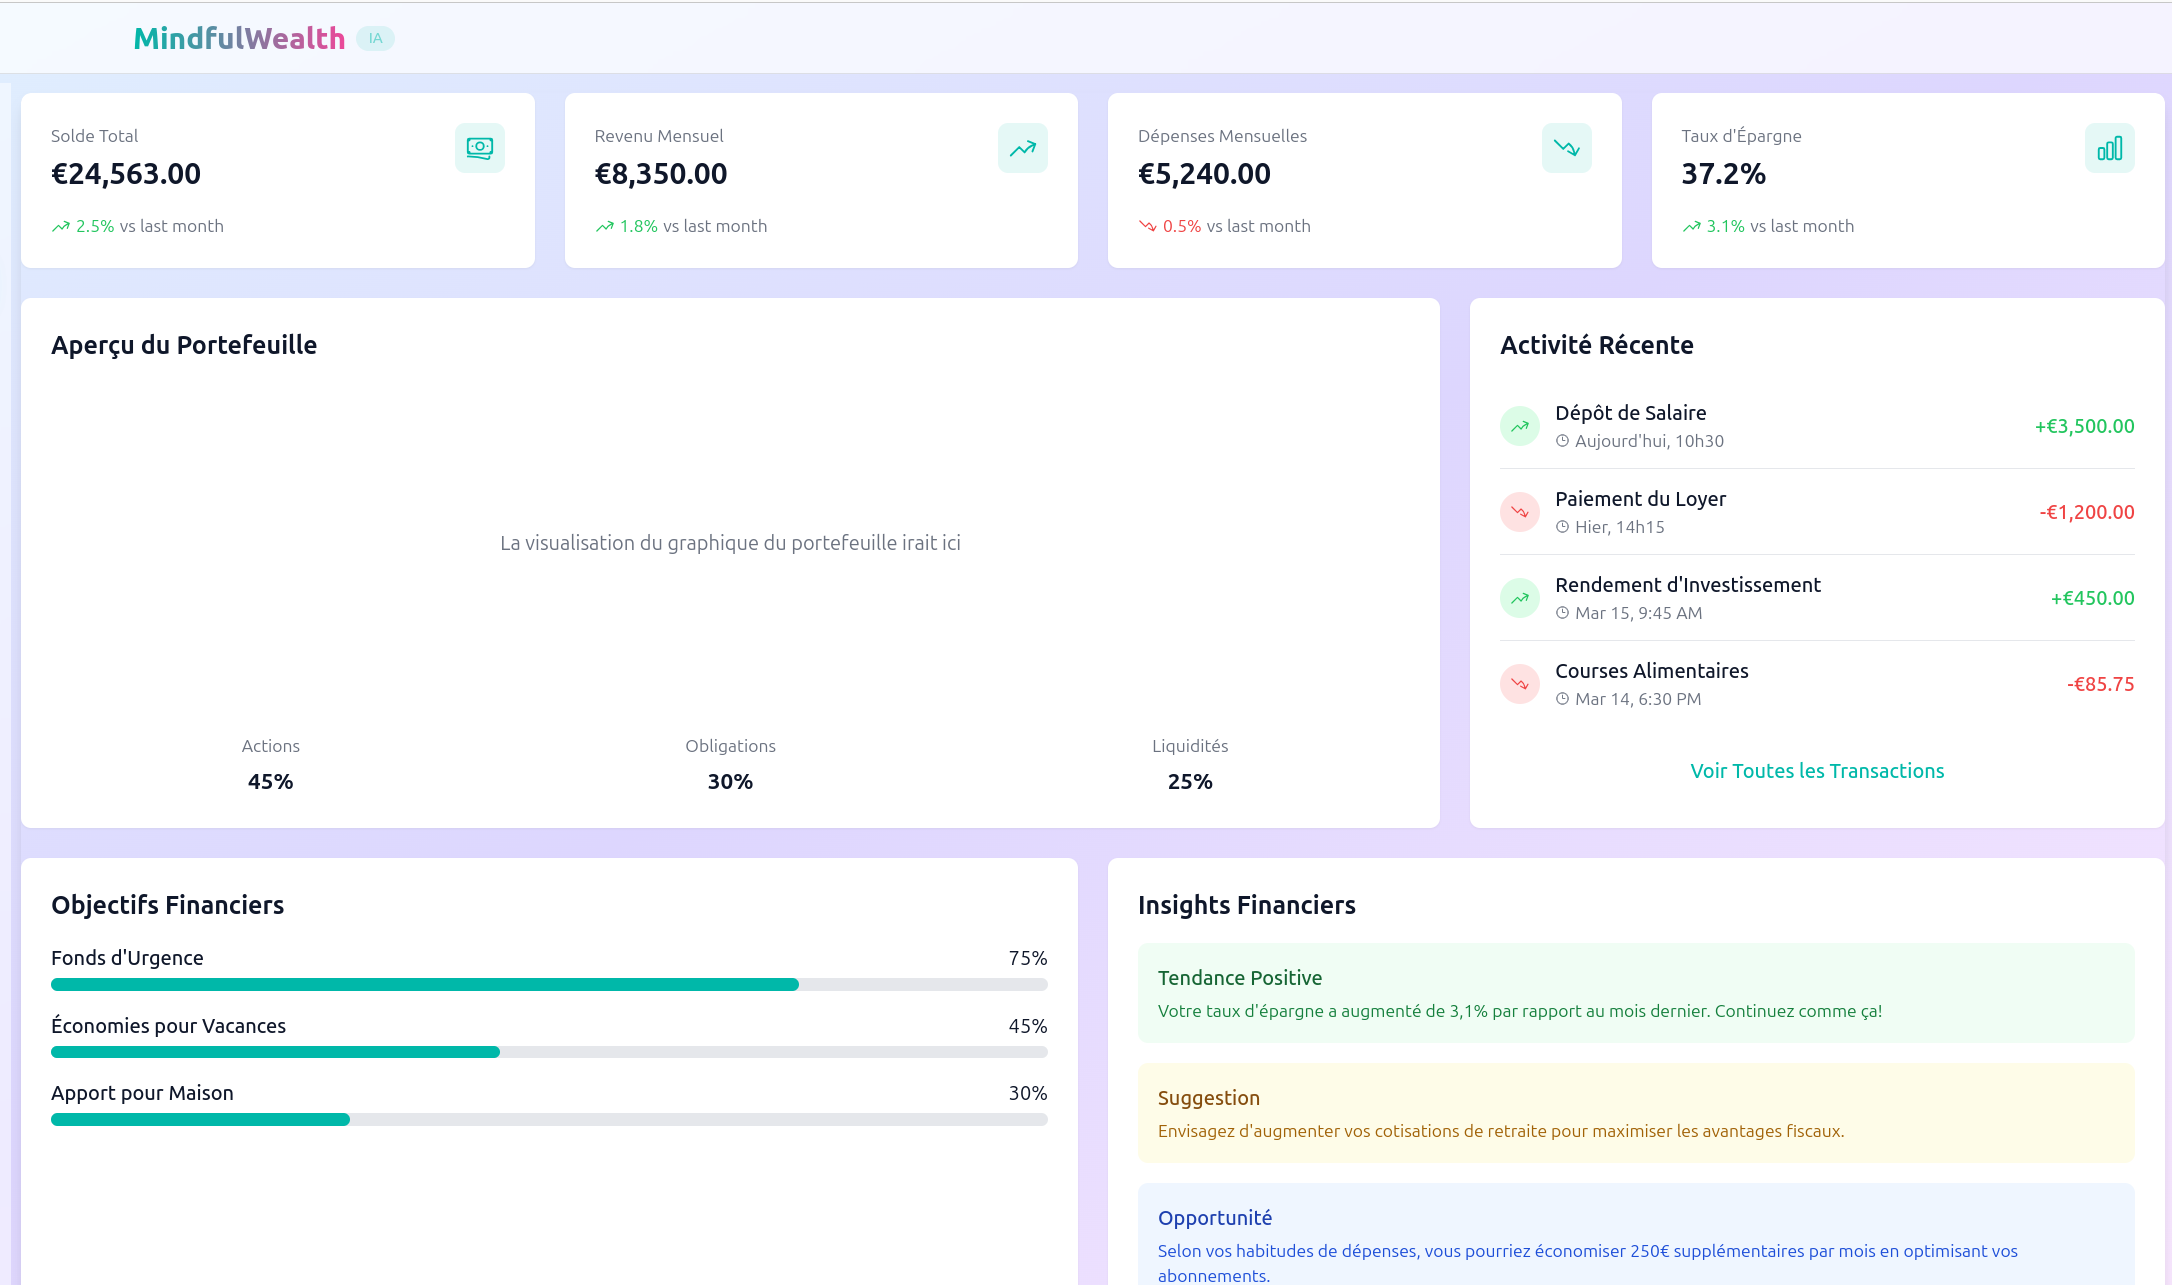 MindfulWealth IA
Solde Total
€24,563.00
2.5% vs last month
Revenu Mensuel
€8,350.00
1.8% vs last month
Dépenses Mensuelles
€5,240.00
0.5% vs last month
Taux d'Épargne
37.2%
3.1% vs last month
Aperçu du Portefeuille
La visualisation du graphique du portefeuille irait ici
Actions
45%
Obligations
30%
Liquidités
25%
Activité Récente
Dépôt de Salaire
Aujourd'hui, 10h30
+€3,500.00
Paiement du Loyer
Hier, 14h15
-€1,200.00
Rendement d'Investissement
Mar 15, 9:45 AM
+€450.00
Courses Alimentaires
Mar 14, 6:30 PM
-€85.75
Voir Toutes les Transactions
Objectifs Financiers
Fonds d'Urgence 75%
Économies pour Vacances 45%
Apport pour Maison 30%
Insights Financiers
Tendance Positive
Votre taux d'épargne a augmenté de 3,1% par rapport au mois dernier. Continuez comme ça!
Suggestion
Envisagez d'augmenter vos cotisations de retraite pour maximiser les avantages fiscaux.
Opportunité
Selon vos habitudes de dépenses, vous pourriez économiser 250€ supplémentaires par mois en optimisant vos
abonnements.